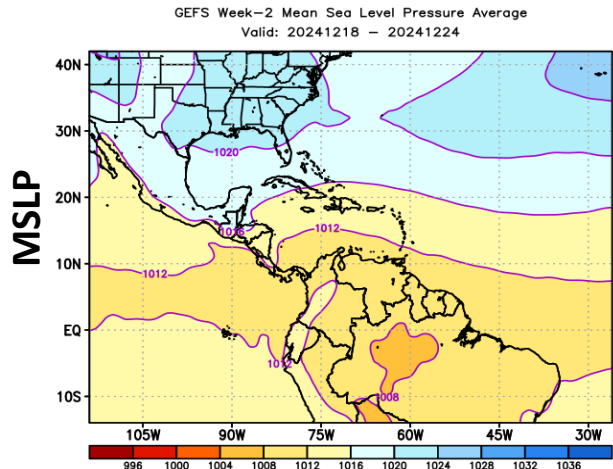 GEFS Week-2 Mean Sea Level Pressure Average
Valid: 20241218 - 20241224
MSLP
40N
30N
20N
10N
EQ
10S
1020
1016
1012
1012
1012
1008
105W 90W 75W 60W 45W 30W
996 1000 1004 1008 1012 1016 1020 1024 1028 1032 1036